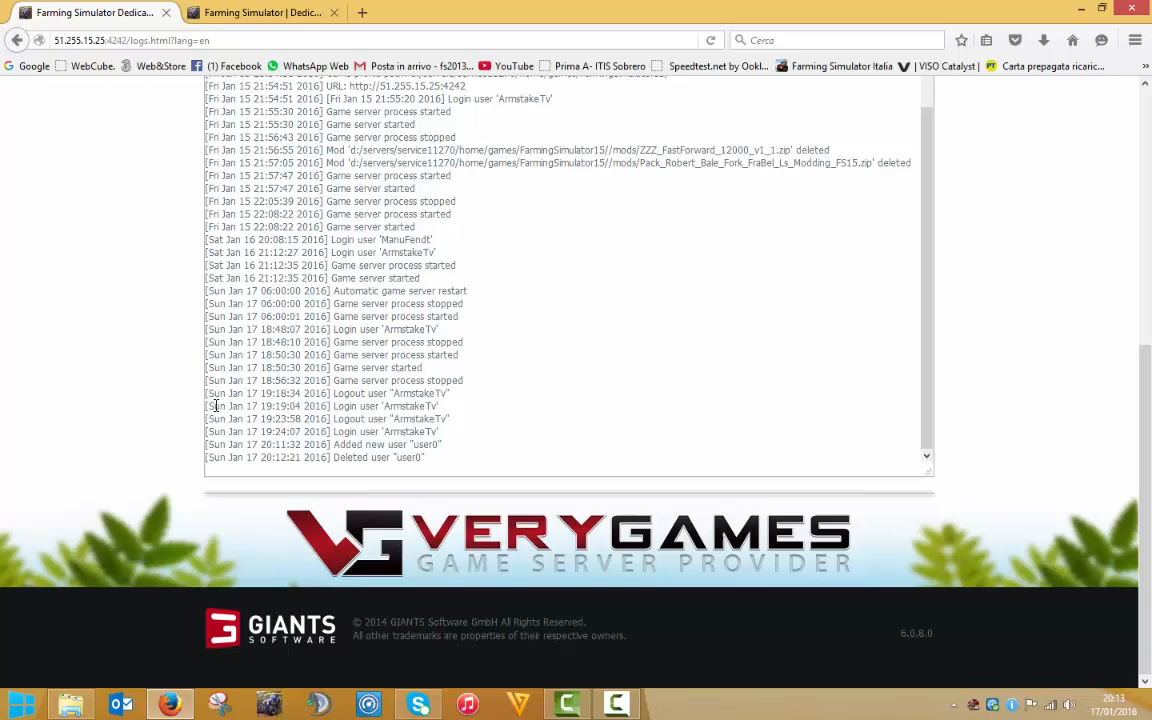 Farming Simulator Dedica...
Farming Simulator | Dedic...
51.255.15.25:4242/logs.html?lang=en
Cerca
Google
WebCube.
Web&Store
(1) Facebook
WhatsApp Web
Posta in arrivo - fs2013...
YouTube
Prima A- ITIS Sobrero
Speedtest.net by Ookl...
Farming Simulator Italia
VISO Catalyst |
Carta prepagata ricaric...
[Fri Jan 15 21:54:51 2016] URL: http://51.255.15.25:4242
[Fri Jan 15 21:54:51 2016] [Fri Jan 15 21:55:20 2016] Login user 'ArmstakeTv'
[Fri Jan 15 21:55:30 2016] Game server process started
[Fri Jan 15 21:55:30 2016] Game server started
[Fri Jan 15 21:56:43 2016] Game server process stopped
[Fri Jan 15 21:56:55 2016] Mod 'd:/servers/service11270/home/games/FarmingSimulator15//mods/ZZZ_FastForward_12000_v1_1.zip' deleted
[Fri Jan 15 21:57:05 2016] Mod 'd:/servers/service11270/home/games/FarmingSimulator15//mods/Pack_Robert_Bale_Fork_FraBel_Ls_Modding_FS15.zip' deleted
[Fri Jan 15 21:57:47 2016] Game server process started
[Fri Jan 15 21:57:47 2016] Game server started
[Fri Jan 15 22:05:39 2016] Game server process stopped
[Fri Jan 15 22:08:22 2016] Game server process started
[Fri Jan 15 22:08:22 2016] Game server started
[Sat Jan 16 20:08:15 2016] Login user 'ManuFendt'
[Sat Jan 16 21:12:27 2016] Login user 'ArmstakeTv'
[Sat Jan 16 21:12:35 2016] Game server process started
[Sat Jan 16 21:12:35 2016] Game server started
[Sun Jan 17 06:00:00 2016] Automatic game server restart
[Sun Jan 17 06:00:00 2016] Game server process stopped
[Sun Jan 17 06:00:01 2016] Game server process started
[Sun Jan 17 18:48:07 2016] Login user 'ArmstakeTv'
[Sun Jan 17 18:48:10 2016] Game server process stopped
[Sun Jan 17 18:50:30 2016] Game server process started
[Sun Jan 17 18:50:30 2016] Game server started
[Sun Jan 17 18:56:32 2016] Game server process stopped
[Sun Jan 17 19:18:34 2016] Logout user "ArmstakeTv"
[Sun Jan 17 19:19:04 2016] Login user 'ArmstakeTv'
[Sun Jan 17 19:23:58 2016] Logout user "ArmstakeTv"
[Sun Jan 17 19:24:07 2016] Login user 'ArmstakeTv'
[Sun Jan 17 20:11:32 2016] Added new user "user0"
[Sun Jan 17 20:12:21 2016] Deleted user "user0"
VERYGAMES
GAME SERVER PROVIDER
GIANTS
SOFTWARE
© 2014 GIANTS Software GmbH All Rights Reserved.
All other trademarks are properties of their respective owners.
6.0.8.0
20:13
17/01/2016